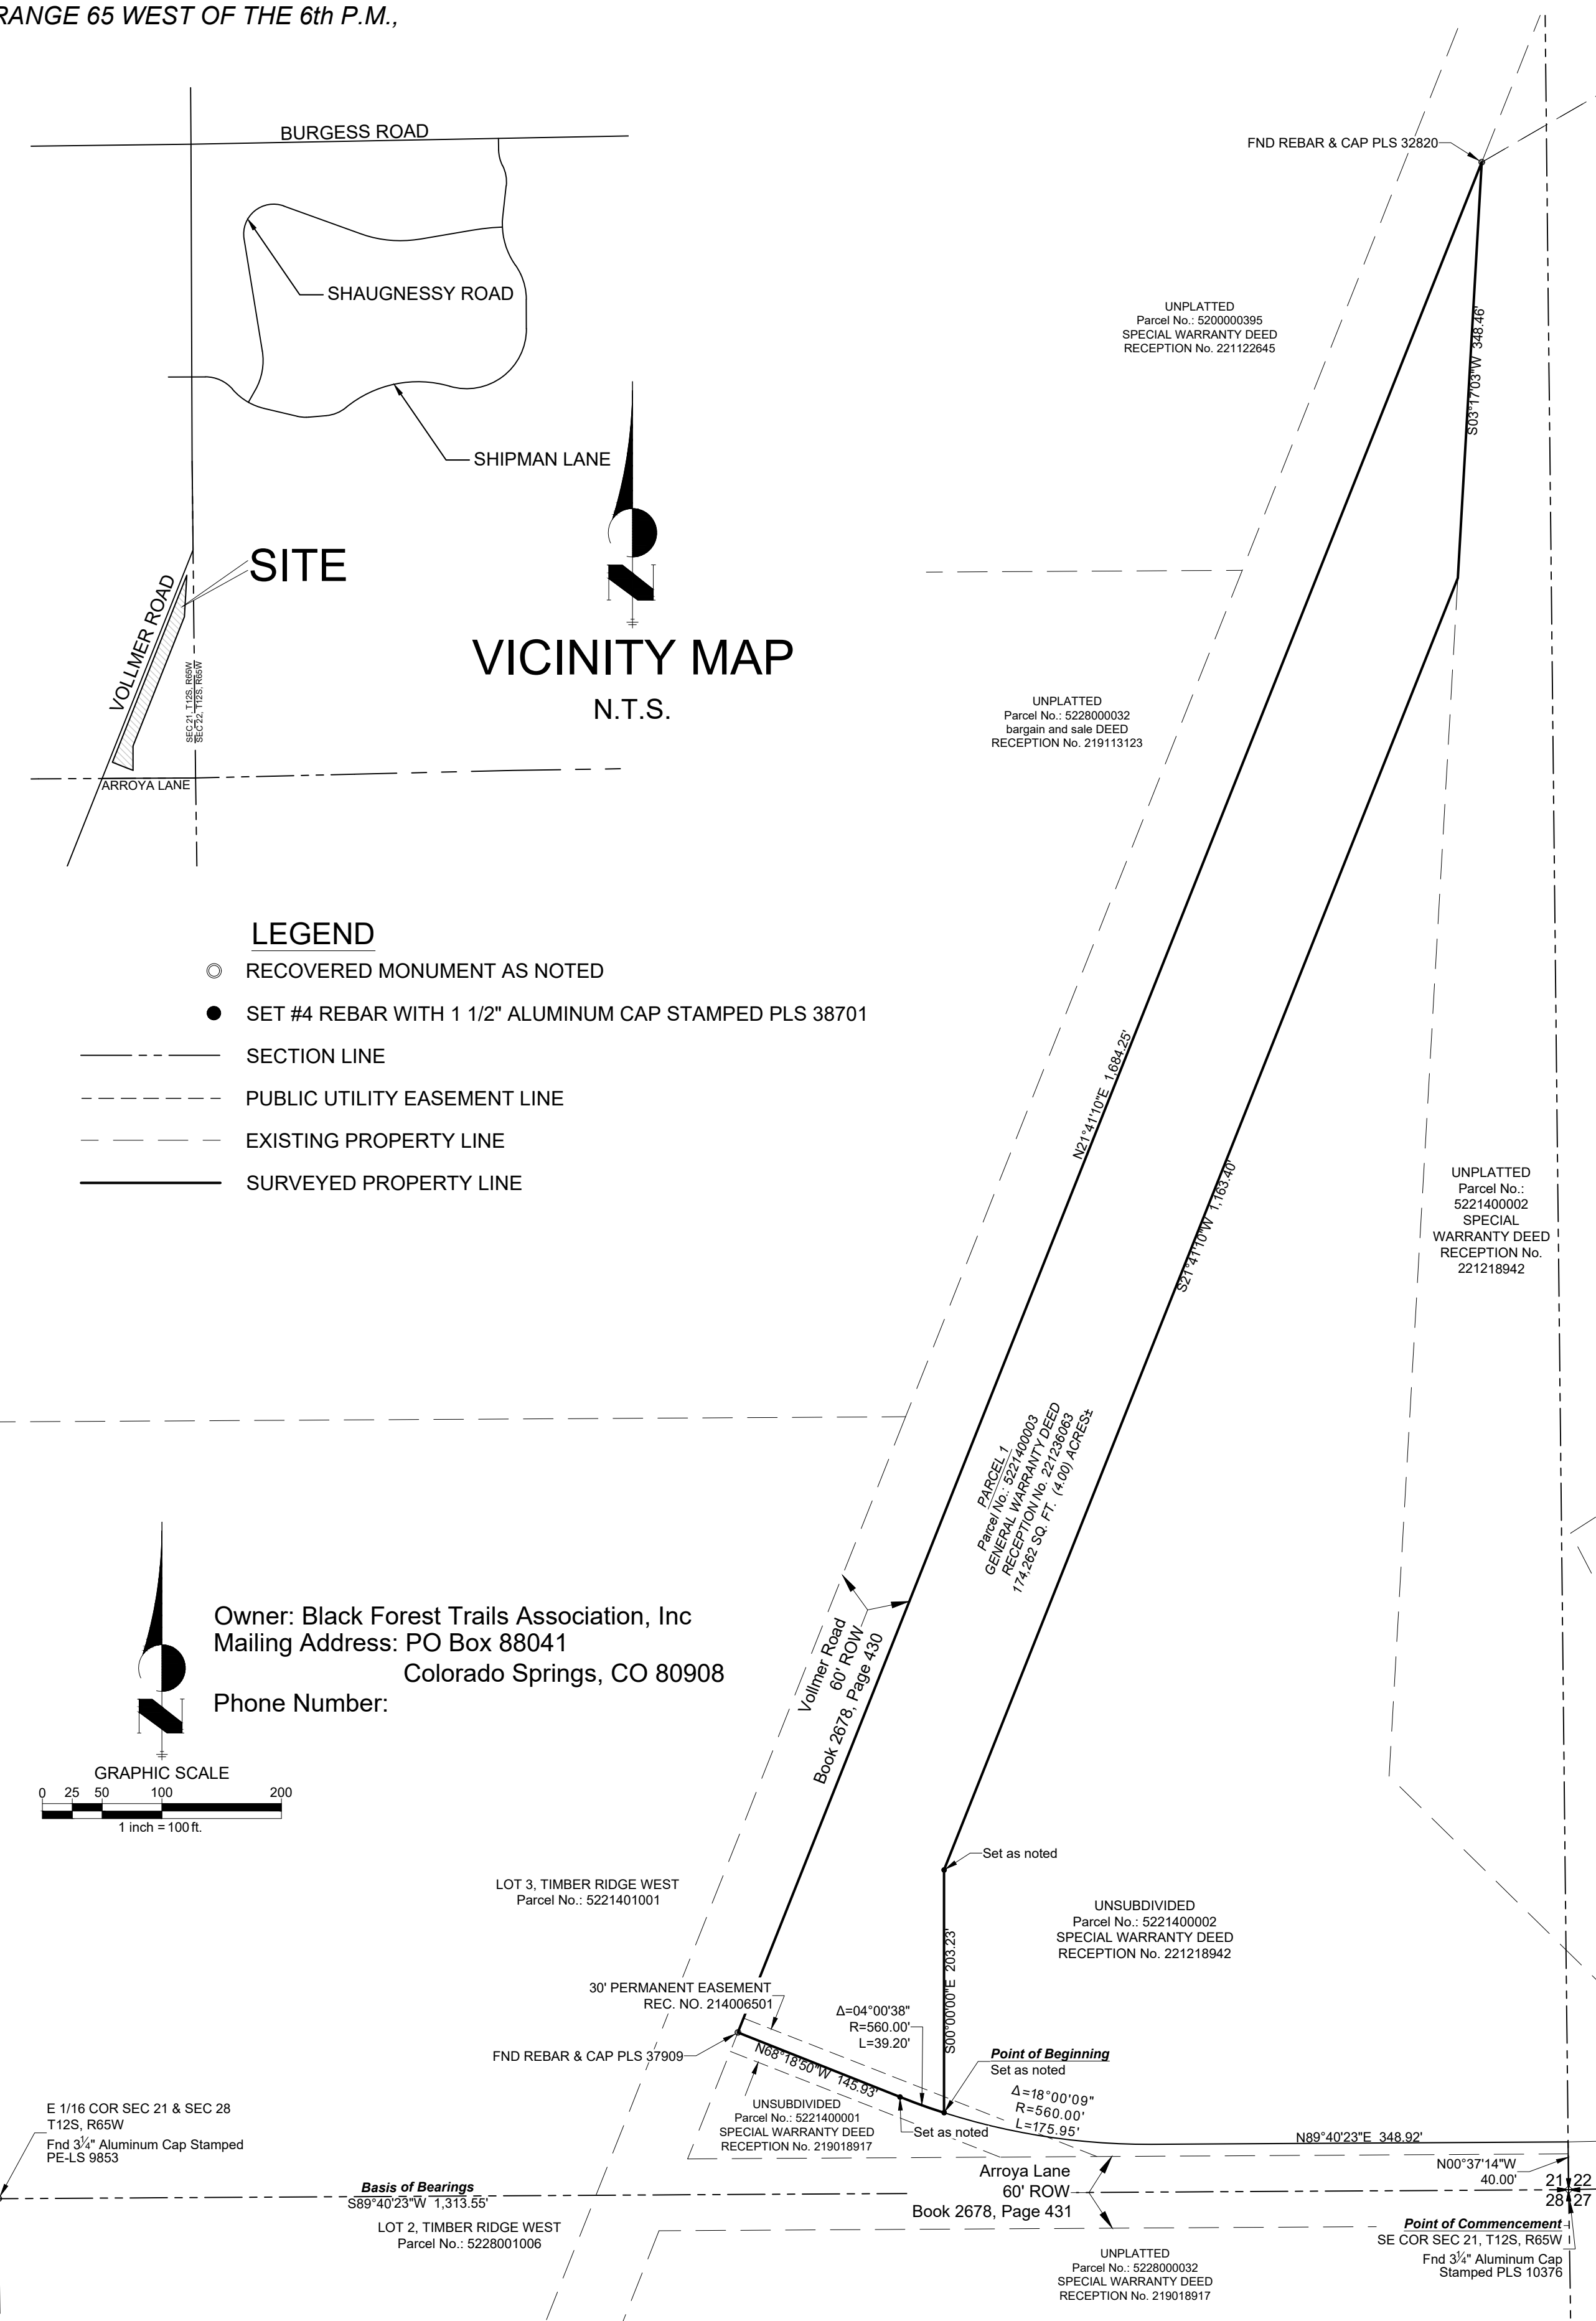 RANGE 65 WEST OF THE 6th P.M.,
BURGESS ROAD
SHAUGNESSY ROAD
SHIPMAN LANE
SITE
VOLLMER ROAD
SEC 21, T12S, R65W
SEC 22, T12S, R65W
ARROYA LANE
N
VICINITY MAP
N.T.S.
FND REBAR & CAP PLS 32820
UNPLATTED
Parcel No.: 5200000395
SPECIAL WARRANTY DEED
RECEPTION No. 221122645
S03°17'03"W 348.46'
UNPLATTED
Parcel No.: 5228000032
bargain and sale DEED
RECEPTION No. 219113123
LEGEND
RECOVERED MONUMENT AS NOTED
SET #4 REBAR WITH 1 1/2" ALUMINUM CAP STAMPED PLS 38701
SECTION LINE
PUBLIC UTILITY EASEMENT LINE
EXISTING PROPERTY LINE
SURVEYED PROPERTY LINE
N21°41'10"E 1,684.25'
S21°41'10"W 1,163.40'
UNPLATTED
Parcel No.:
5221400002
SPECIAL
WARRANTY DEED
RECEPTION No.
221218942
PARCEL 1
Parcel No.: 5221400003
GENERAL WARRANTY DEED
RECEPTION No. 221236063
174,262 SQ. FT. (4.00) ACRES±
Vollmer Road
60' ROW
Book 2678, Page 430
Owner: Black Forest Trails Association, Inc
Mailing Address: PO Box 88041
Colorado Springs, CO 80908
Phone Number:
N
GRAPHIC SCALE
0 25 50 100 200
1 inch = 100 ft.
Set as noted
LOT 3, TIMBER RIDGE WEST
Parcel No.: 5221401001
UNSUBDIVIDED
Parcel No.: 5221400002
SPECIAL WARRANTY DEED
RECEPTION No. 221218942
S00°00'00"E 203.23'
30' PERMANENT EASEMENT
REC. NO. 214006501
Δ=04°00'38"
R=560.00'
L=39.20'
FND REBAR & CAP PLS 37909
N68°18'50"W 145.93'
Point of Beginning
Set as noted
Δ=18°00'09"
R=560.00'
L=175.95'
UNSUBDIVIDED
Parcel No.: 5221400001
SPECIAL WARRANTY DEED
RECEPTION No. 219018917
Set as noted
N89°40'23"E 348.92'
E 1/16 COR SEC 21 & SEC 28
T12S, R65W
Fnd 3¼" Aluminum Cap Stamped
PE-LS 9853
Basis of Bearings
S89°40'23"W 1,313.55'
LOT 2, TIMBER RIDGE WEST
Parcel No.: 5228001006
Arroya Lane
60' ROW
Book 2678, Page 431
N00°37'14"W
40.00'
21 22
28 27
Point of Commencement
SE COR SEC 21, T12S, R65W
Fnd 3¼" Aluminum Cap
Stamped PLS 10376
UNPLATTED
Parcel No.: 5228000032
SPECIAL WARRANTY DEED
RECEPTION No. 219018917